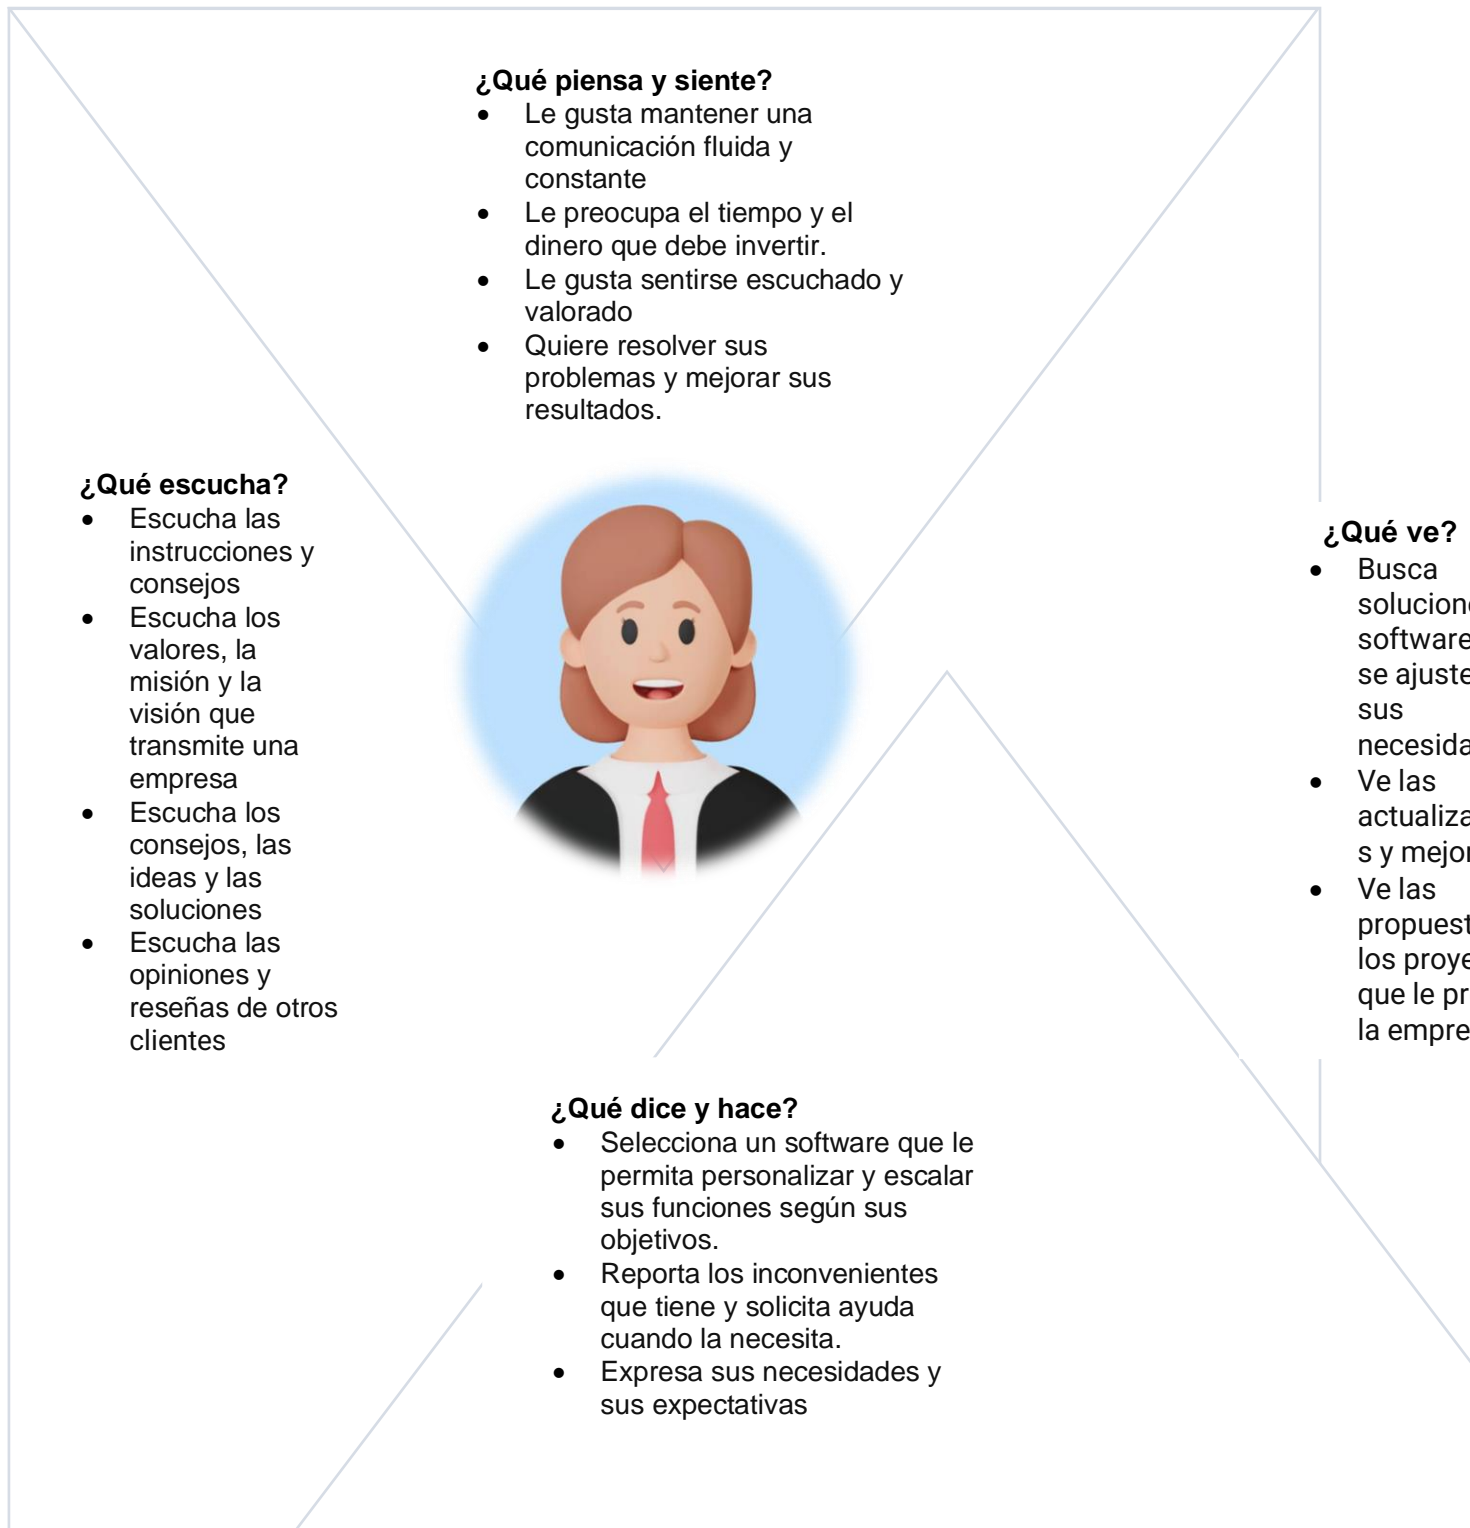 ¿Qué piensa y siente?
• Le gusta mantener una
comunicación fluida y
constante
• Le preocupa el tiempo y el
dinero que debe invertir.
• Le gusta sentirse escuchado y
valorado
• Quiere resolver sus
problemas y mejorar sus
resultados.
¿Qué escucha?
• Escucha las
instrucciones y
consejos
• Escucha los
valores, la
misión y la
visión que
transmite una
empresa
• Escucha los
consejos, las
ideas y las
soluciones
• Escucha las
opiniones y
reseñas de otros
clientes
¿Qué ve?
• Busca
software
se
sus
• Ve las
s y
• Ve las
los
que le
la
¿Qué dice y hace?
• Selecciona un software que le
permita personalizar y escalar
sus funciones según sus
objetivos.
• Reporta los inconvenientes
que tiene y solicita ayuda
cuando la necesita.
• Expresa sus necesidades y
sus expectativas